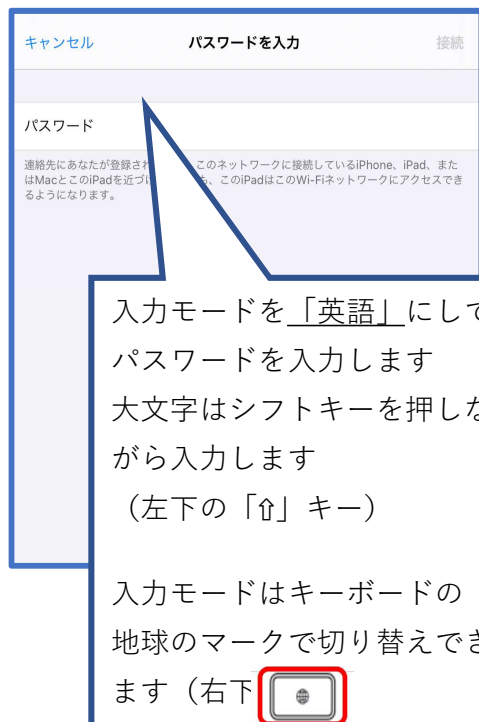 キャンセル パスワードを入力 接続
パスワード
連絡先にあなたが登録され このネットワークに接続しているiPhone、iPad、また
はMacとこのiPadを近づけ も、このiPadはこのWi-Fiネットワークにアクセスでき
るようになります。
入力モードを「英語」にして
パスワードを入力します
大文字はシフトキーを押しな
がら入力します
(左下の「⇧」キー)
入力モードはキーボードの
地球のマークで切り替えでき
ます(右下